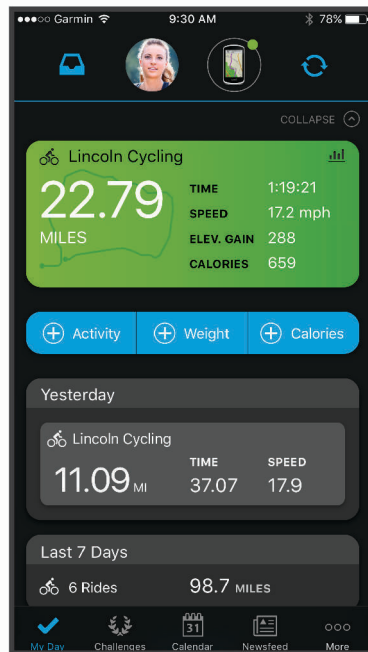 Garmin 9:30 AM 78%
COLLAPSE
Lincoln Cycling
22.79
MILES
TIME 1:19:21
SPEED 17.2 mph
ELEV. GAIN 288
CALORIES 659
Activity Weight Calories
Yesterday
Lincoln Cycling
11.09 MI
TIME SPEED
37.07 17.9
Last 7 Days
6 Rides 98.7 MILES
31
My Day Challenges Calendar Newsfeed More